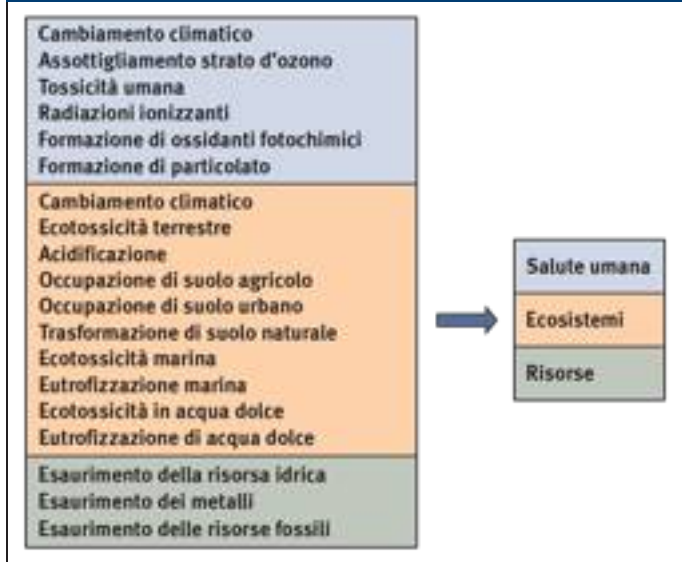 Cambiamento climatico
Assottigliamento strato d'ozono
Tossicità umana
Radiazioni ionizzanti
Formazione di ossidanti fotochimici
Formazione di particolato
Cambiamento climatico
Ecotossicità terrestre
Acidificazione
Occupazione di suolo agricolo
Occupazione di suolo urbano
Trasformazione di suolo naturale
Ecotossicità marina
Eutrofizzazione marina
Ecotossicità in acqua dolce
Eutrofizzazione di acqua dolce
Esaurimento della risorsa idrica
Esaurimento dei metalli
Esaurimento delle risorse fossili
Salute umana
Ecosistemi
Risorse